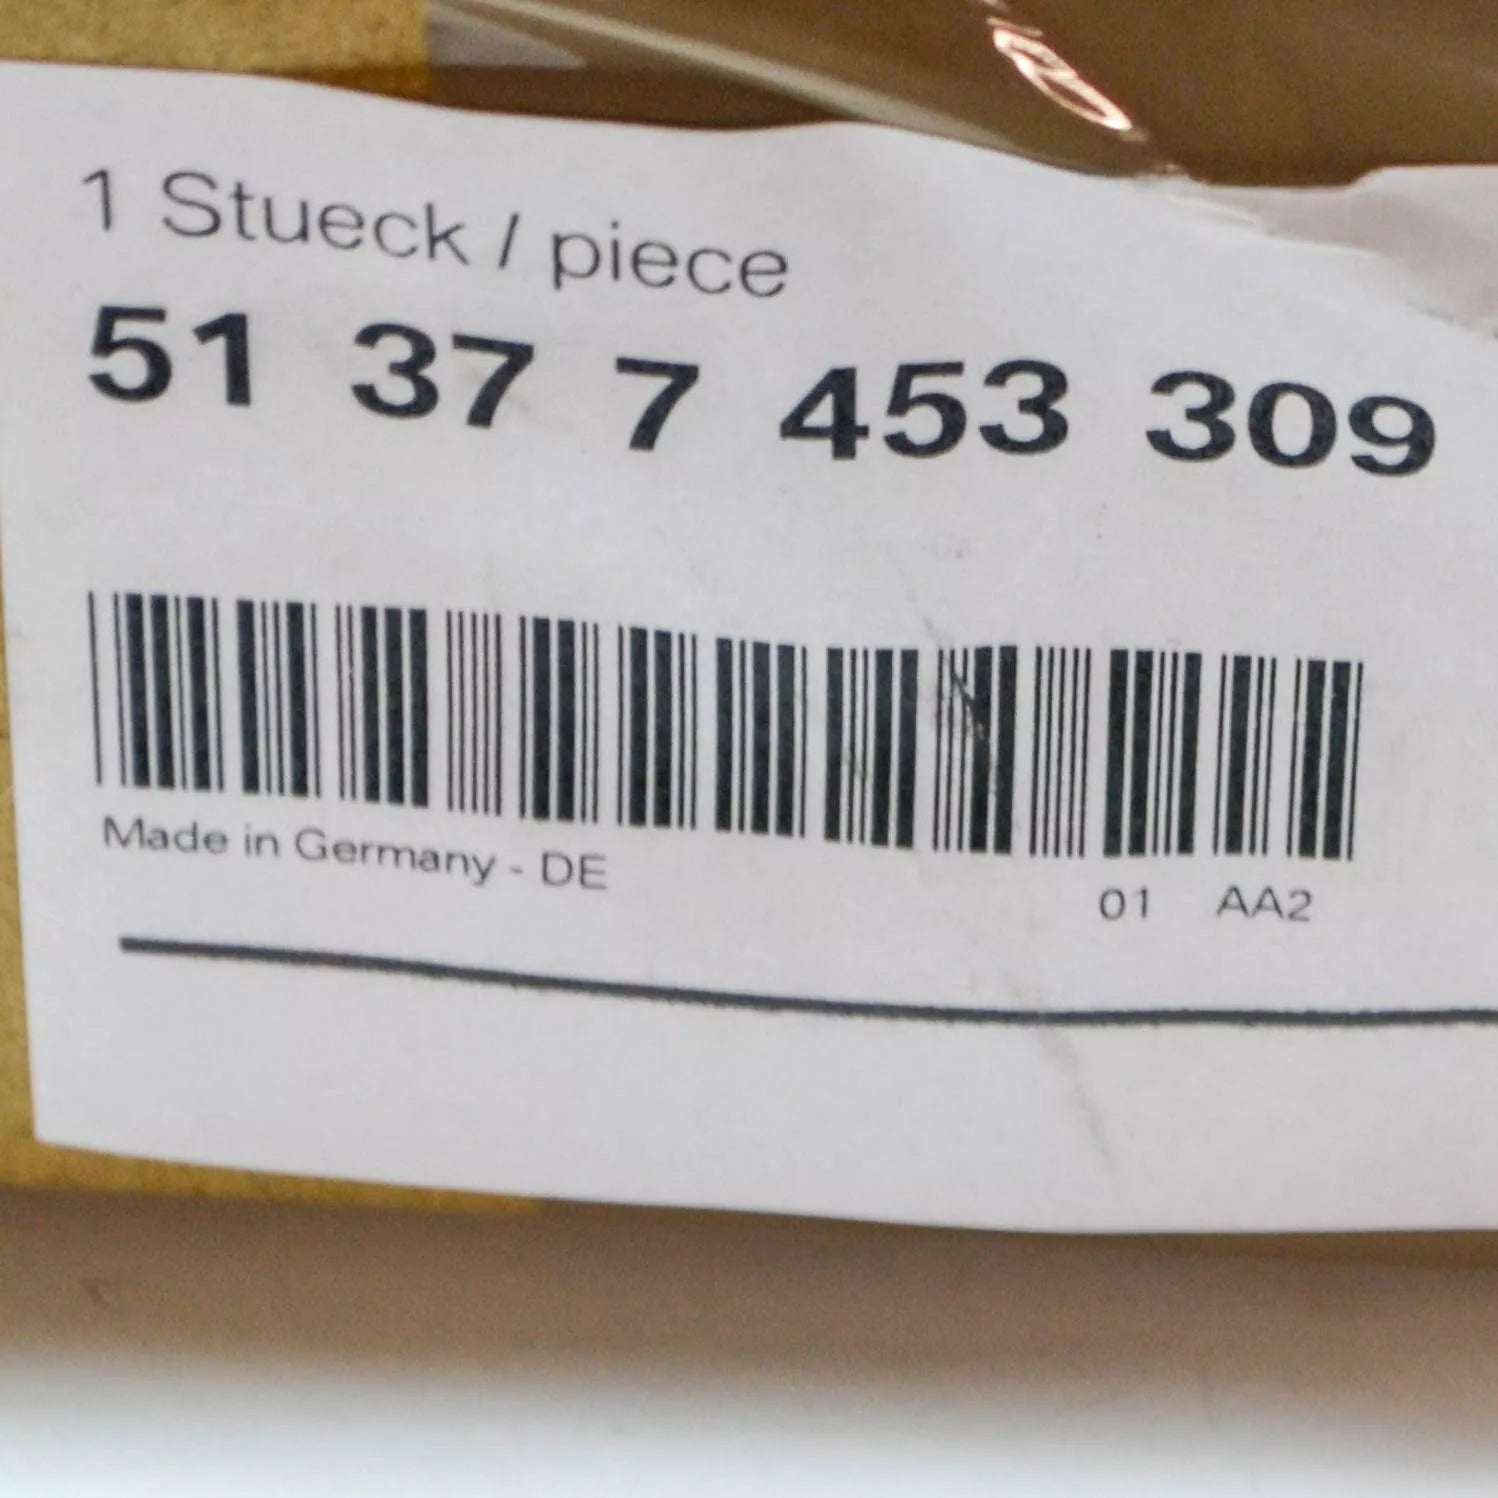 1 Stueck / piece
51 37 7 453 309
Made in Germany - DE
01 AA2